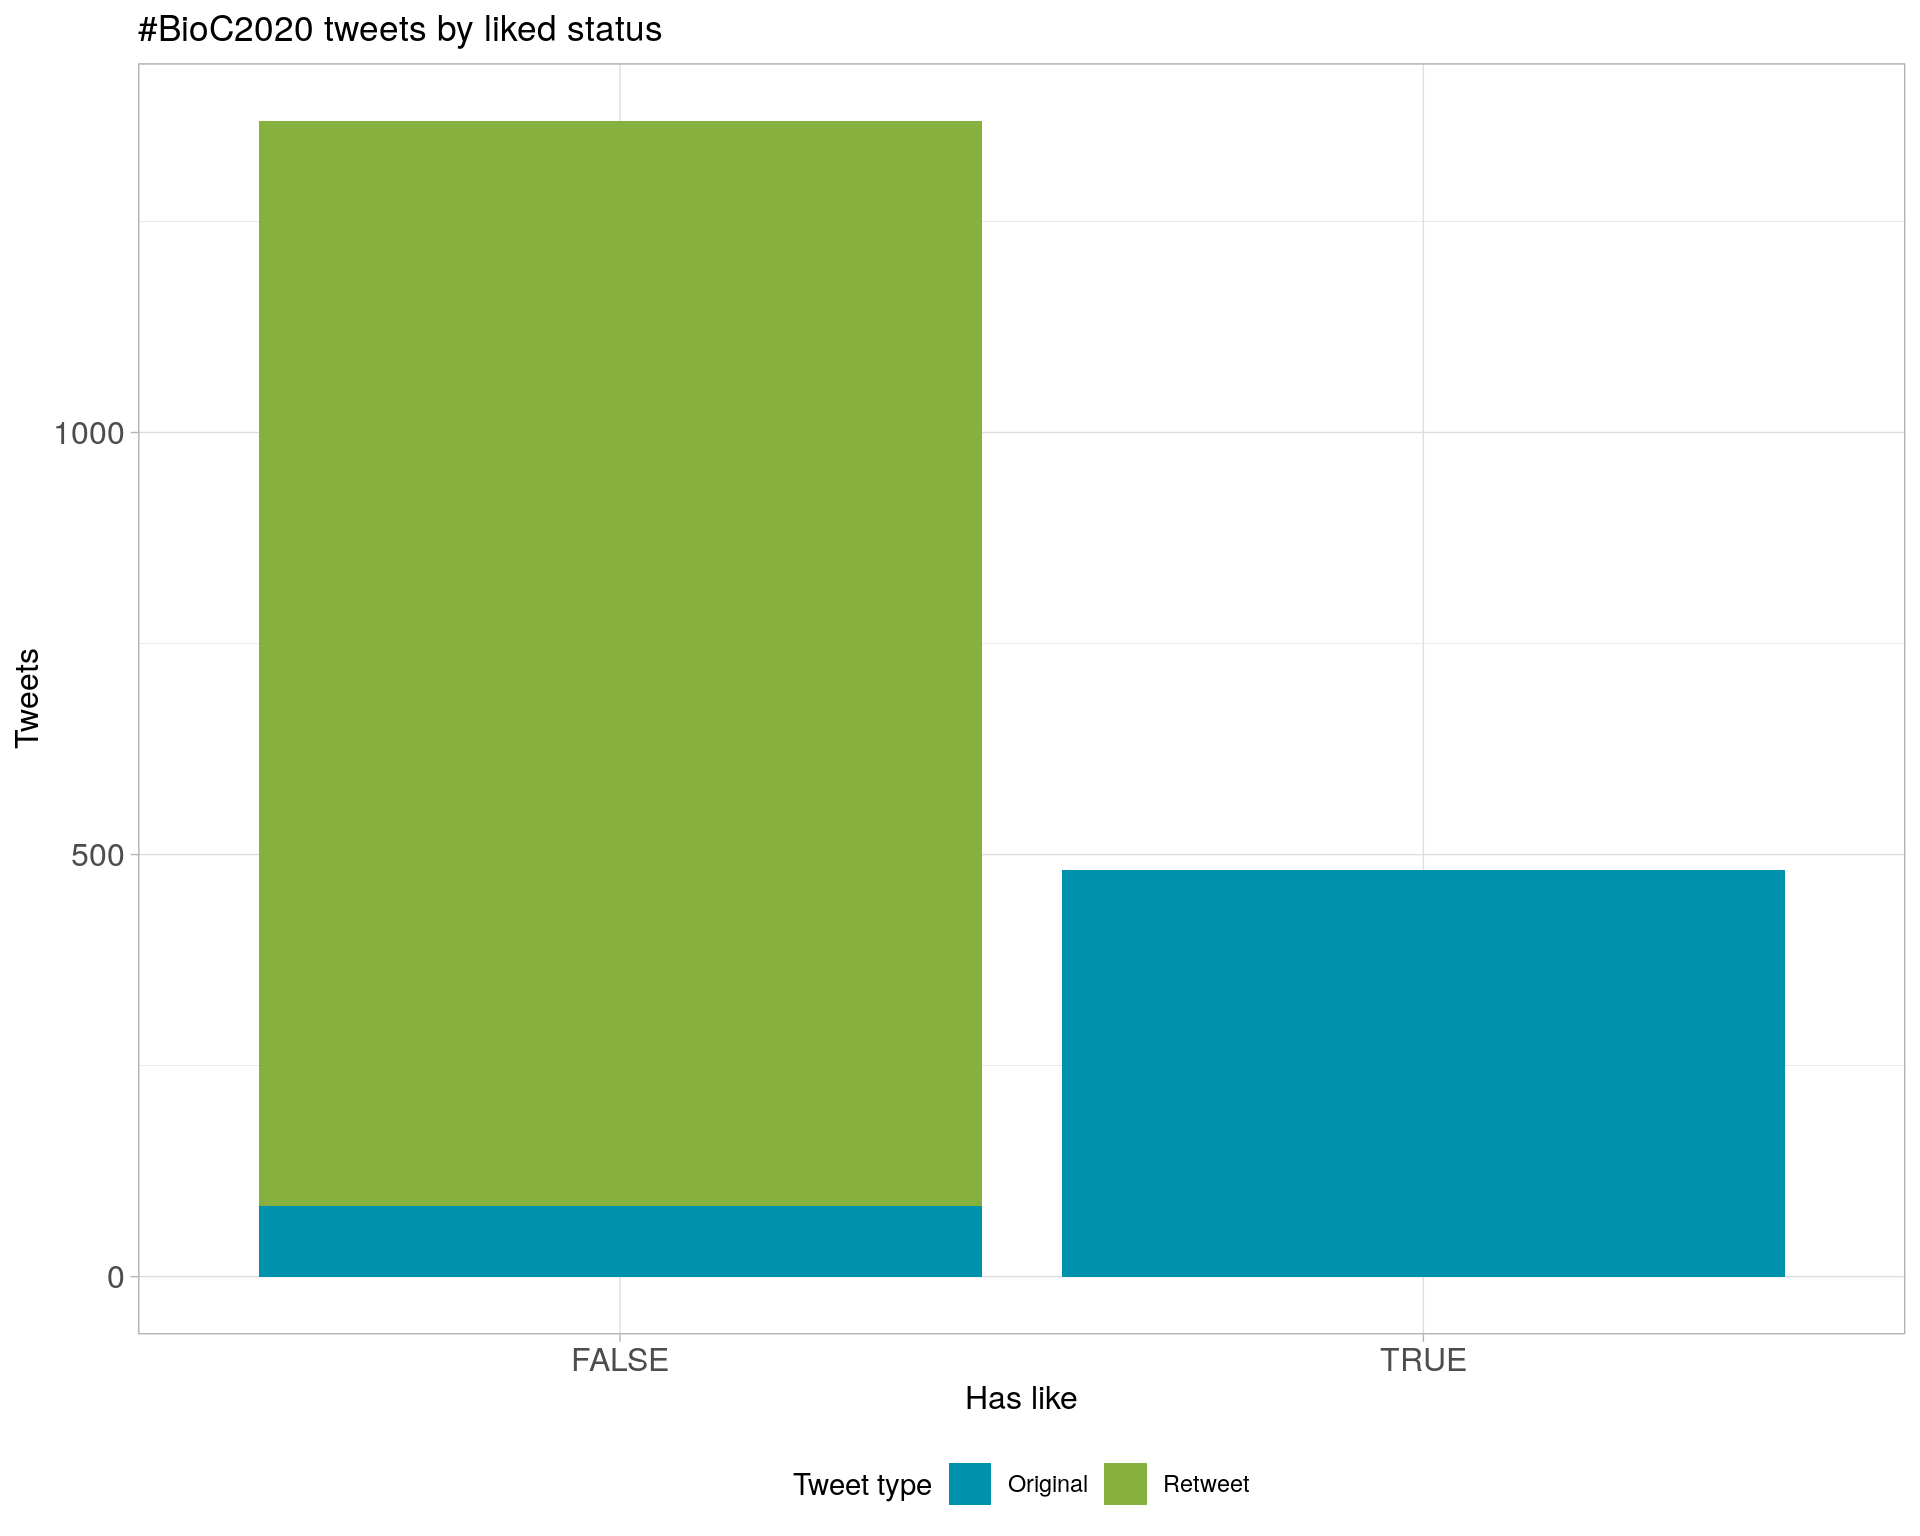 #BioC2020 tweets by liked status
Tweets
1000
500
0
FALSE TRUE
Has like
Tweet type Original Retweet